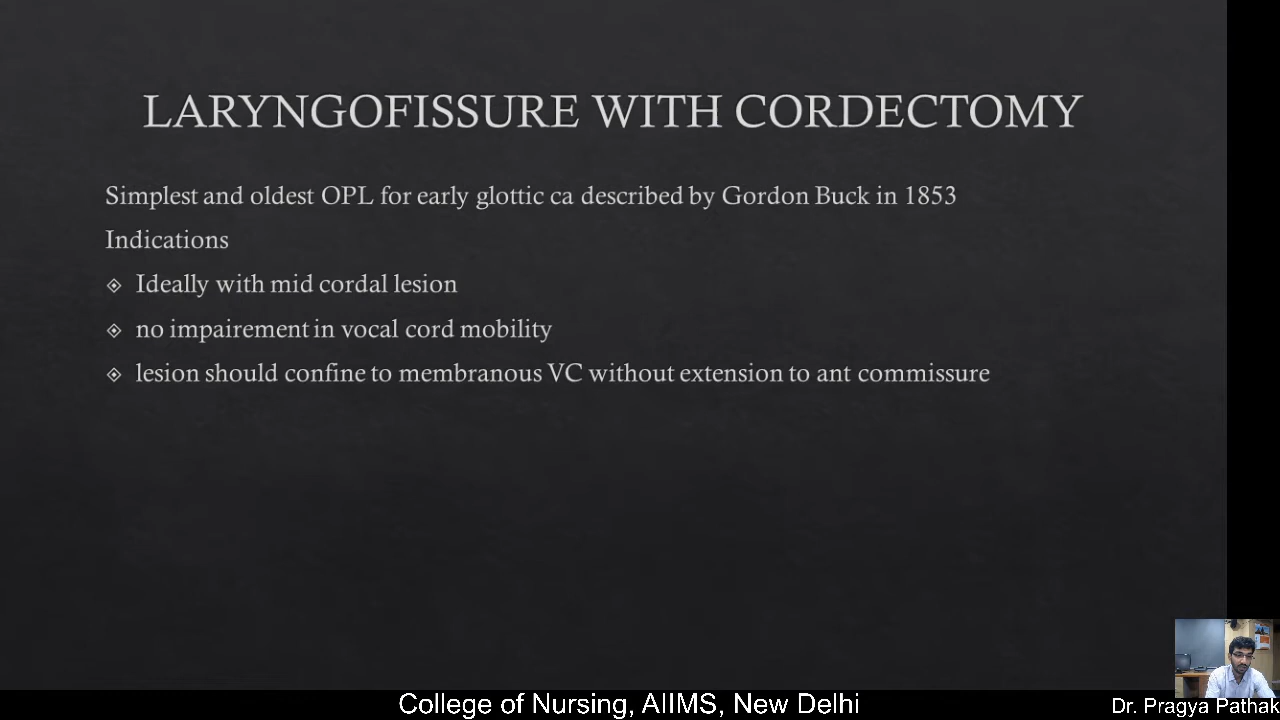 LARYNGOFISSURE WITH CORDECTOMY
Simplest and oldest OPL for early glottic ca described by Gordon Buck in 1853
Indications
Ideally with mid cordal lesion
no impairement in vocal cord mobility
lesion should confine to membranous VC without extension to ant commissure
College of Nursing, AIIMS, New Delhi
Dr. Pragya Pathak